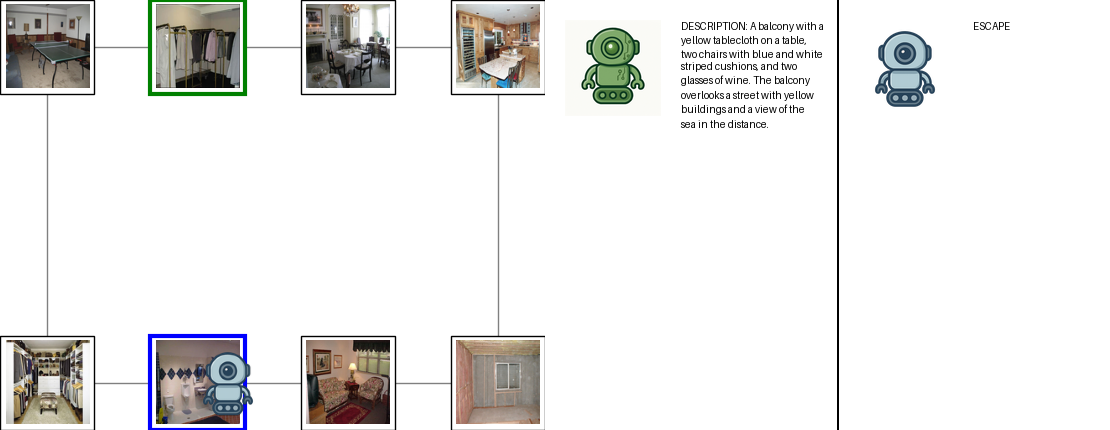 DESCRIPTION: A balcony with a
yellow tablecloth on a table,
two chairs with blue and white
striped cushions, and two
glasses of wine. The balcony
overlooks a street with yellow
buildings and a view of the
sea in the distance.
ESCAPE